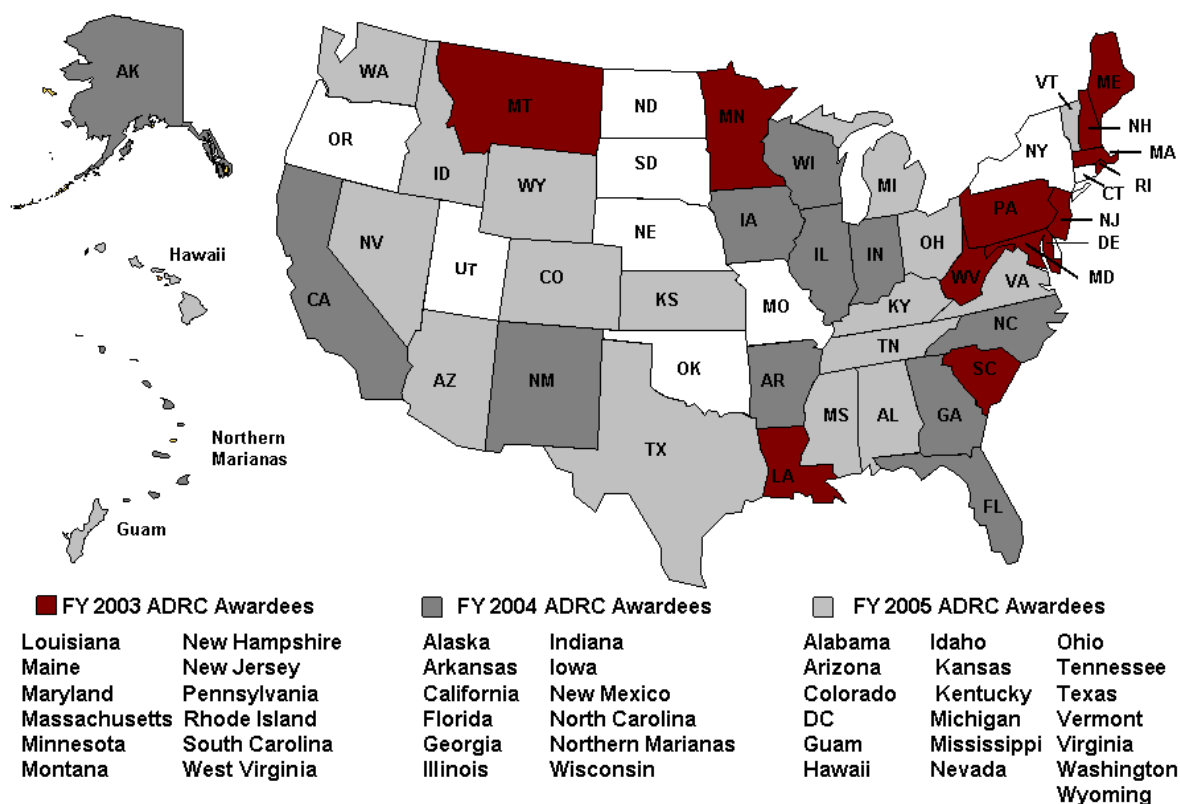 AK
WA
MT
ND
MN
VT
ME
OR
NH
ID
SD
WI
NY
MA
WY
MI
RI
CT
Hawaii
NV
NE
IA
PA
NJ
OH
DE
UT
IL
IN
MD
CO
WV
CA
KS
MO
KY
VA
NC
TN
OK
AZ
NM
AR
SC
MS
AL
GA
Northern
Marianas
TX
LA
FL
Guam
FY 2003 ADRC Awardees
Louisiana New Hampshire
Maine New Jersey
Maryland Pennsylvania
Massachusetts Rhode Island
Minnesota South Carolina
Montana West Virginia
FY 2004 ADRC Awardees
Alaska Indiana
Arkansas Iowa
California New Mexico
Florida North Carolina
Georgia Northern Marianas
Illinois Wisconsin
FY 2005 ADRC Awardees
Alabama Idaho Ohio
Arizona Kansas Tennessee
Colorado Kentucky Texas
DC Michigan Vermont
Guam Mississippi Virginia
Hawaii Nevada Washington
Wyoming